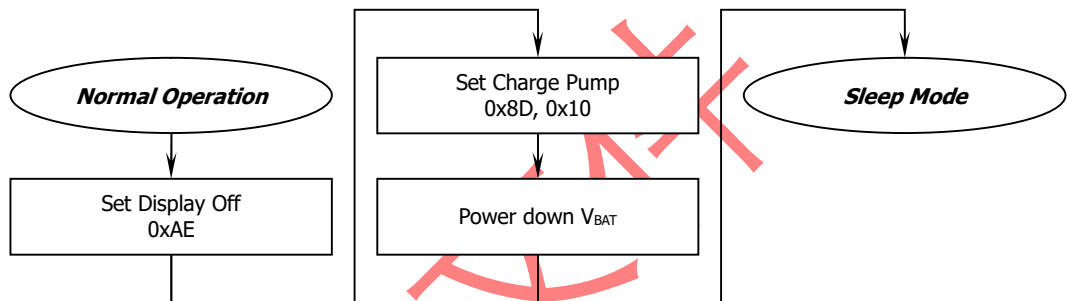 Normal Operation
Set Display Off
0xAE
Set Charge Pump
0x8D, 0x10
Power down VBAT
Sleep Mode